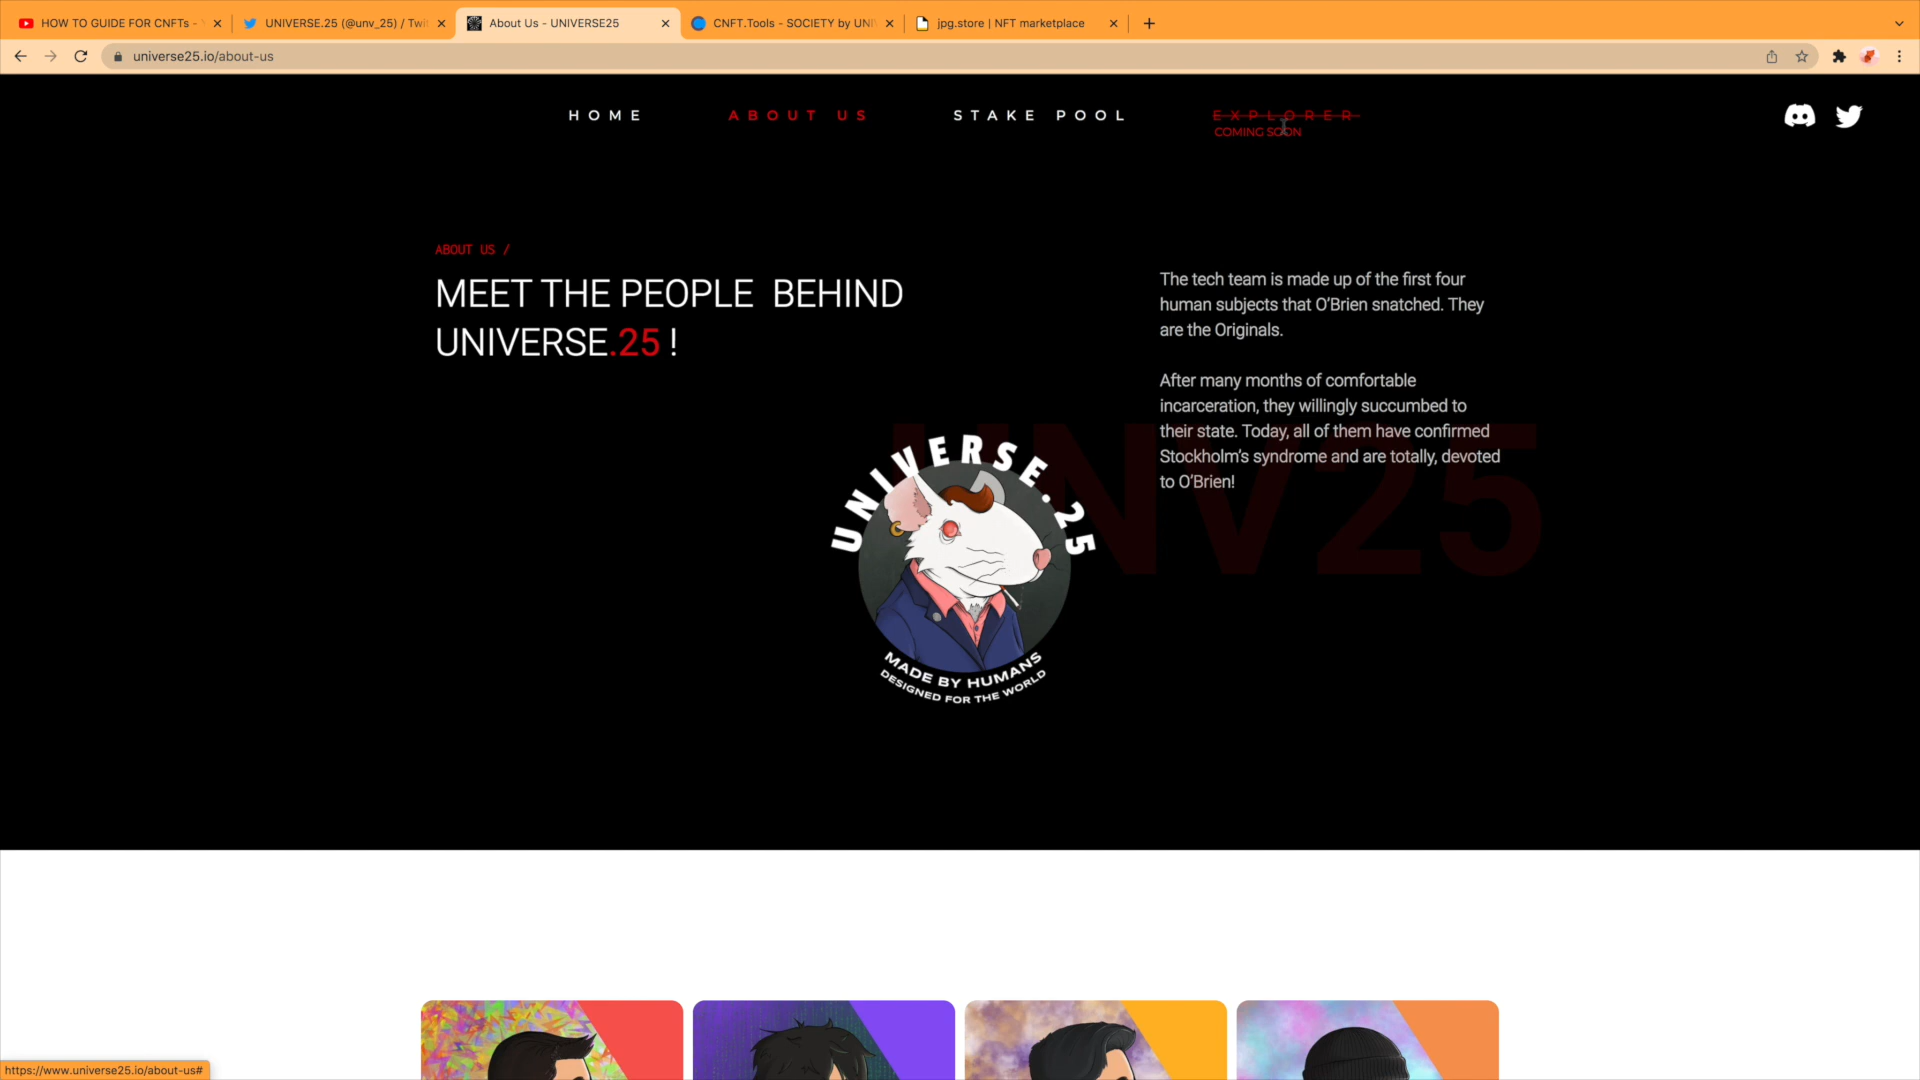 HOW TO GUIDE FOR CNFTs -
UNIVERSE.25 (@unv_25) / Twit
About Us - UNIVERSE25
CNFT.Tools - SOCIETY by UNI
jpg.store | NFT marketplace
universe25.io/about-us
HOME
ABOUT US
STAKE POOL
EXPLORER
COMING SOON
ABOUT US /
MEET THE PEOPLE BEHIND
UNIVERSE.25 !
The tech team is made up of the first four
human subjects that O'Brien snatched. They
are the Originals.
After many months of comfortable
incarceration, they willingly succumbed to
their state. Today, all of them have confirmed
Stockholm's syndrome and are totally, devoted
to O'Brien!
UNV25
UNIVERSE.25
MADE BY HUMANS
DESIGNED FOR THE WORLD
https://www.universe25.io/about-us#